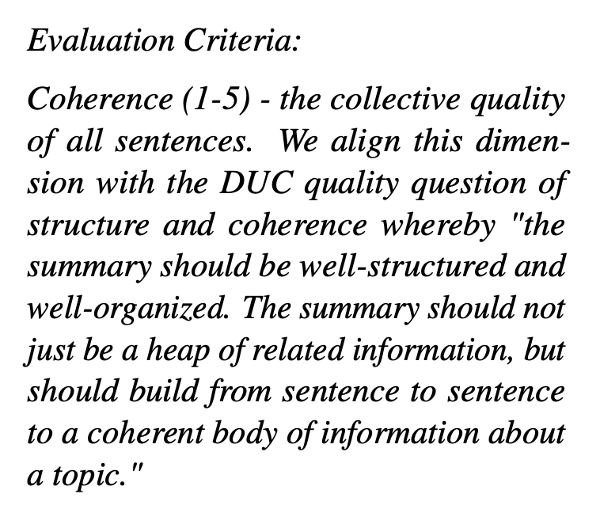 Evaluation Criteria:
Coherence (1-5) - the collective quality
of all sentences. We align this dimen-
sion with the DUC quality question of
structure and coherence whereby "the
summary should be well-structured and
well-organized. The summary should not
just be a heap of related information, but
should build from sentence to sentence
to a coherent body of information about
a topic."